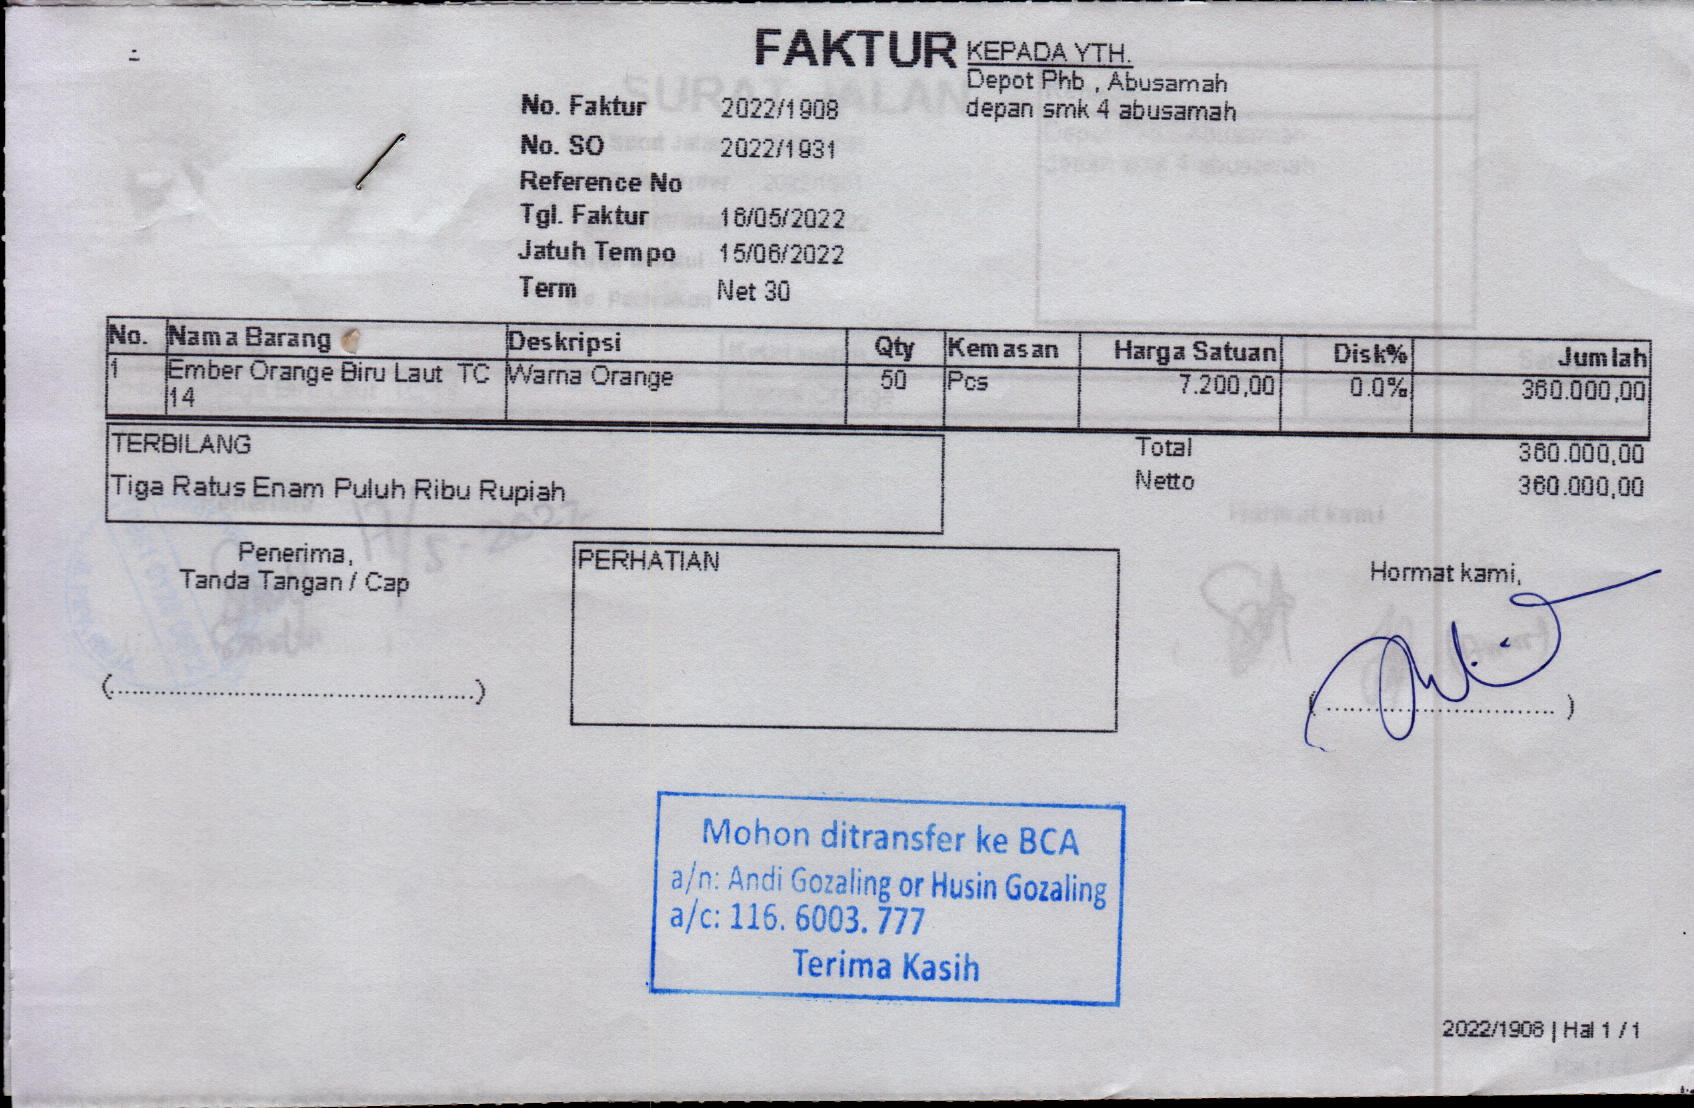 FAKTUR
KEPADA YTH.
Depot Phb , Abusamah
depan smk 4 abusamah
No. Faktur 2022/1908
No. SO 2022/1931
Reference No
Tgl. Faktur 16/05/2022
Jatuh Tempo 15/06/2022
Term Net 30
No. Nama Barang Deskripsi Qty Kemasan Harga Satuan Disk% Jumlah
1 Ember Orange Biru Laut TC Warna Orange 50 Pcs 7.200,00 0.0% 360.000,00
14
TERBILANG
Tiga Ratus Enam Puluh Ribu Rupiah
Total 360.000,00
Netto 360.000,00
Penerima,
Tanda Tangan / Cap
(................................................)
PERHATIAN
Hormat kami,
(................................ )
Mohon ditransfer ke BCA
a/n: Andi Gozaling or Husin Gozaling
a/c: 116. 6003. 777
Terima Kasih
2022/1908 | Hal 1 / 1